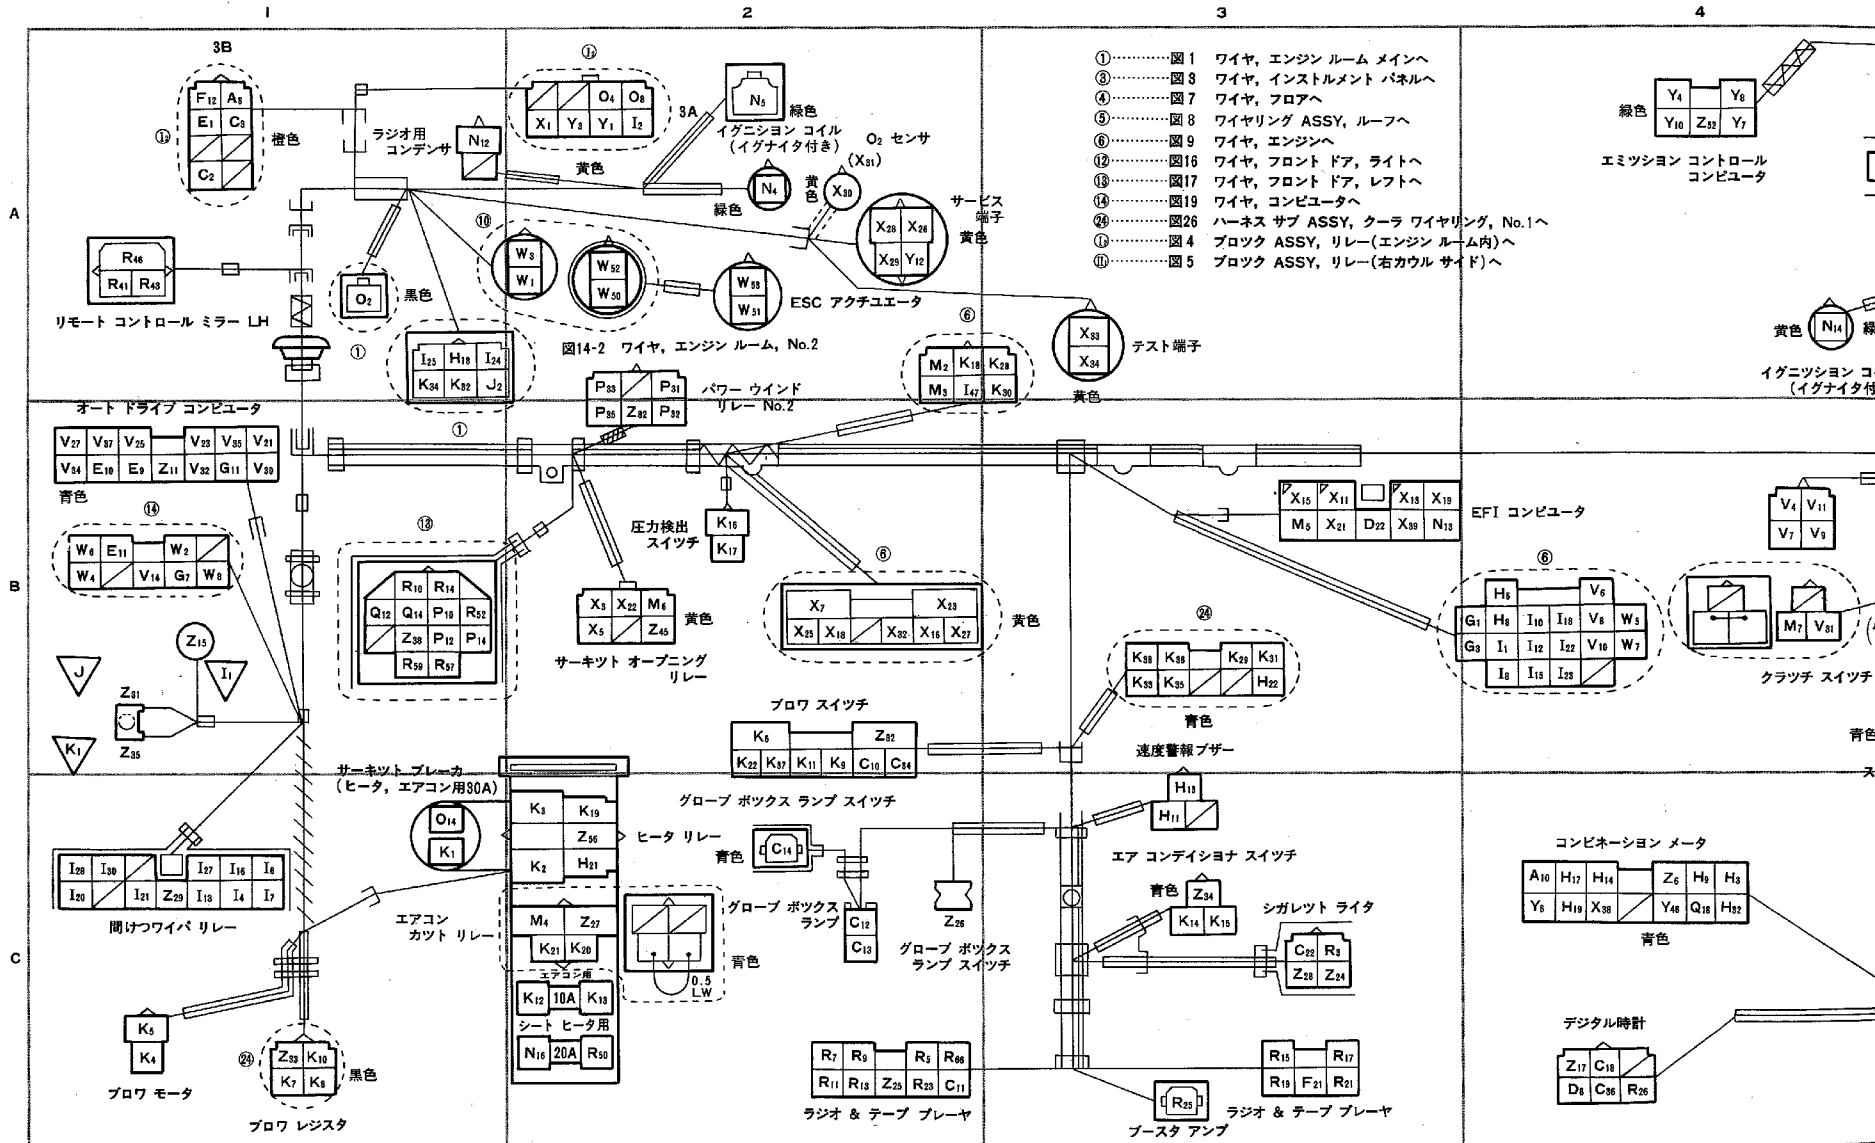 1 2 3 4
A
B
C
3B
I₂
F₁₂ A₈
E₁ C₃
C₂
橙色
ラジオ用
コンデンサ
N₁₂
I₂
O₄ O₈
X₁ Y₃ Y₁ I₂
黄色
3A
N₅
緑色
イグニション コイル
(イグナイタ付き)
N₄
緑色
O₂ センサ
(X₃₁)
黄色
X₃₀
サービス
端子
黄色
X₂₈ X₂₆
X₂₉ Y₁₂
①………図1 ワイヤ, エンジン ルーム メインへ
③………図3 ワイヤ, インストルメント パネルへ
④………図7 ワイヤ, フロアへ
⑤………図8 ワイヤリング ASSY, ルーフへ
⑥………図9 ワイヤ, エンジンへ
⑫………図16 ワイヤ, フロント ドア, ライトへ
⑬………図17 ワイヤ, フロント ドア, レフトへ
⑭………図19 ワイヤ, コンピュータへ
㉔………図26 ハーネス サブ ASSY, クーラ ワイヤリング, No.1へ
………図4 ブロツク ASSY, リレー(エンジン ルーム内)へ
………図5 ブロツク ASSY, リレー(右カウル サイド)へ
緑色
Y₄ Y₈
Y₁₀ Z₅₂ Y₇
エミツション コントロール
コンピュータ
R₄₆
R₄₁ R₄₃
リモート コントロール ミラー LH
O₂
黒色
①
⑩
W₃
W₁
W₅₂
W₅₀
W₅₃
W₅₁
ESC アクチユエータ
図14-2 ワイヤ, エンジン ルーム, No.2
I₂₅ H₁₈ I₂₄
K₃₄ K₃₂ J₂
①
P₃₃ P₃₁
P₃₅ Z₈₂ P₃₂
パワー ウインド
リレー No.2
⑥
M₂ K₁₈ K₂₈
M₃ I₄₇ K₃₀
X₃₃
X₃₄
テスト端子
黄色
黄色
N₁₄
イグニツション コ
(イグナイタ付
オート ドライブ コンピュータ
V₂₇ V₃₇ V₂₅ V₂₃ V₃₅ V₂₁
V₃₄ E₁₀ E₉ Z₁₁ V₃₂ G₁₁ V₃₀
青色
⑭
W₆ E₁₁ W₂
W₄ V₁₄ G₇ W₈
⑬
R₁₀ R₁₄
Q₁₂ Q₁₄ P₁₀ R₅₂
Z₃₈ P₁₂ P₁₄
R₅₉ R₅₇
X₃ X₂₂ M₆
X₅ Z₄₅
黄色
サーキツト オープニング
リレー
圧力検出
スイツチ
K₁₆
K₁₇
⑥
X₇ X₂₃
X₂₅ X₁₈ X₃₂ X₁₆ X₂₇
黄色
X₁₅ X₁₁ X₁₃ X₁₉
M₅ X₂₁ D₂₂ X₃₉ N₁₃
EFI コンピュータ
V₄ V₁₁
V₇ V₉
⑥
H₅ V₆
G₁ H₈ I₁₀ I₁₈ V₈ W₅
G₃ I₁ I₁₂ I₂₂ V₁₀ W₇
I₈ I₁₅ I₂₃
M₇ V₃₁
クラツチ スイツチ
青色
㉔
K₃₈ K₃₆ K₂₉ K₃₁
K₃₃ K₃₅ H₂₂
青色
J
I₁
K₁
Z₁₅
Z₃₁
Z₃₅
ブロワ スイツチ
K₆ Z₃₂
K₂₂ K₃₇ K₁₁ K₉ C₁₀ C₃₄
速度警報ブザー
H₁₃
H₁₁
サーキツト ブレーカ
(ヒータ, エアコン用30A)
O₁₄
K₁
K₃ K₁₉
Z₅₆
K₂ H₂₁
ヒータ リレー
グローブ ボツクス ランプ スイツチ
青色
C₁₄
グローブ ボツクス
ランプ
C₁₂
C₁₃
Z₂₆
グローブ ボツクス
ランプ スイツチ
エア コンデイシヨナ スイツチ
青色
Z₃₄
K₁₄ K₁₅
シガレツト ライタ
C₂₂ R₃
Z₂₈ Z₂₄
コンビネーション メータ
A₁₀ H₁₇ H₁₄ Z₆ H₉ H₃
Y₆ H₁₉ X₃₈ Y₄₆ Q₁₈ H₃₂
青色
I₂₈ I₃₀ I₂₇ I₁₆ I₆
I₂₀ I₂₁ Z₂₉ I₁₃ I₄ I₇
間けつワイパ リレー
エアコン
カツト リレー
M₄ Z₂₇
K₂₁ K₂₀
青色
0.5
LW
エアコン用
K₁₂ 10A K₁₃
シート ヒータ用
N₁₆ 20A R₅₀
K₅
K₄
ブロワ モータ
㉔
Z₃₃ K₁₀
K₇ K₈
黒色
ブロワ レジスタ
R₇ R₉ R₅ R₆₆
R₁₁ R₁₃ Z₂₅ R₂₃ C₁₁
ラジオ & テープ プレーヤ
R₂₅
ブースタ アンプ
R₁₅ R₁₇
R₁₉ F₂₁ R₂₁
ラジオ & テープ プレーヤ
デジタル時計
Z₁₇ C₁₈
D₈ C₃₆ R₂₆